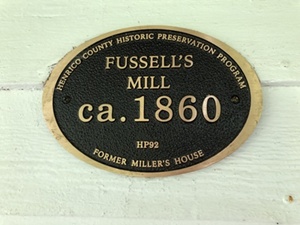 HENRICO COUNTY HISTORIC PRESERVATION PROGRAM
FUSSELL'S
MILL
ca.1860
HP92
FORMER MILLER'S HOUSE